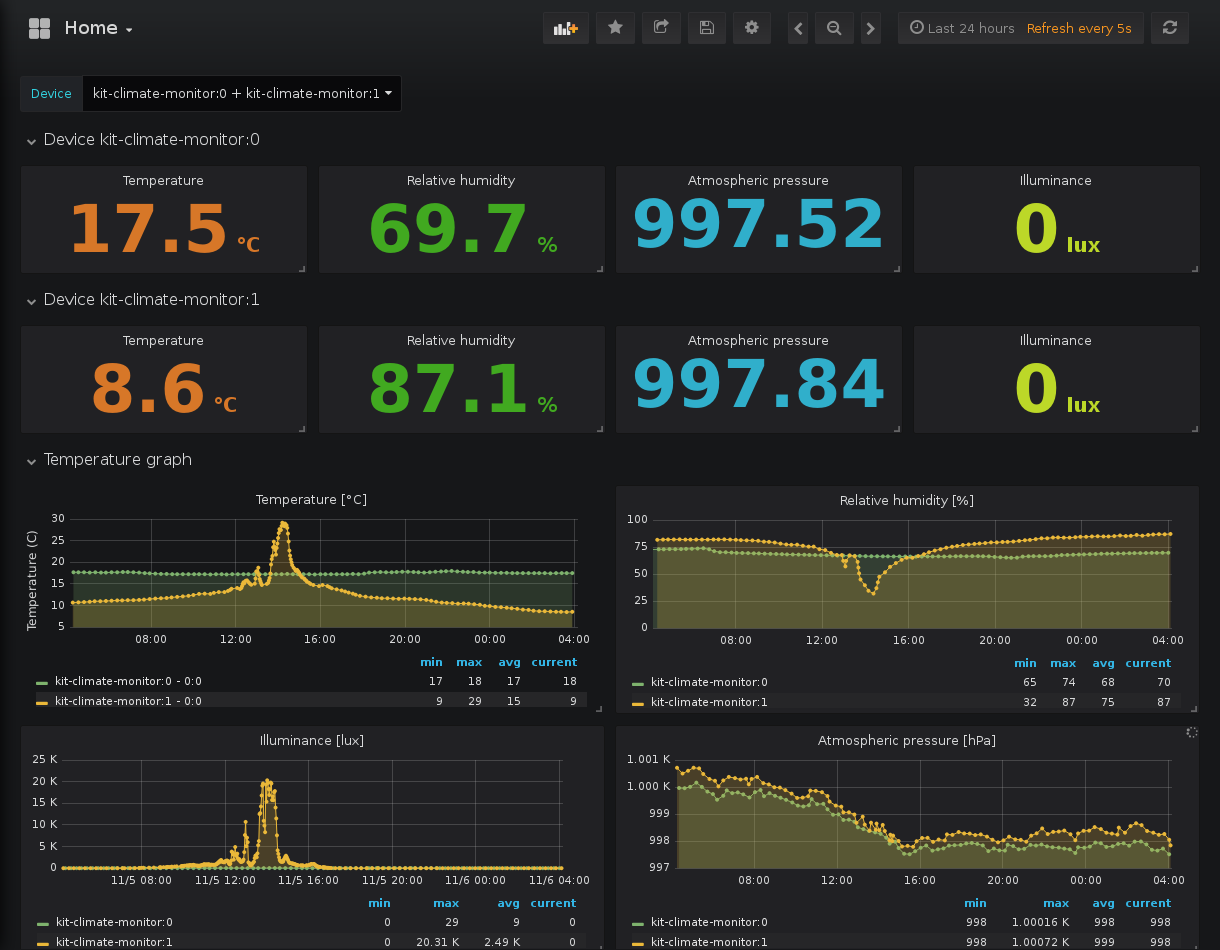 Home
Last 24 hours Refresh every 5s
Device kit-climate-monitor:0 + kit-climate-monitor:1
Device kit-climate-monitor:0
Temperature Relative humidity Atmospheric pressure Illuminance
17.5 °C 69.7 % 997.52 0 lux
Device kit-climate-monitor:1
Temperature Relative humidity Atmospheric pressure Illuminance
8.6 °C 87.1 % 997.84 0 lux
Temperature graph
Temperature [°C]
Temperature (C)
30
25
20
15
10
5
08:00 12:00 16:00 20:00 00:00 04:00
min max avg current
kit-climate-monitor:0 - 0:0 17 18 17 18
kit-climate-monitor:1 - 0:0 9 29 15 9
Relative humidity [%]
100
75
50
25
0
08:00 12:00 16:00 20:00 00:00 04:00
min max avg current
kit-climate-monitor:0 65 74 68 70
kit-climate-monitor:1 32 87 75 87
Illuminance [lux]
25 K
20 K
15 K
10 K
5 K
0
11/5 08:00 11/5 12:00 11/5 16:00 11/5 20:00 11/6 00:00 11/6 04:00
min max avg current
kit-climate-monitor:0 0 29 9 0
kit-climate-monitor:1 0 20.31 K 2.49 K 0
Atmospheric pressure [hPa]
1.001 K
1.000 K
999
998
997
08:00 12:00 16:00 20:00 00:00 04:00
min max avg current
kit-climate-monitor:0 998 1.00016 K 998 998
kit-climate-monitor:1 998 1.00072 K 999 998